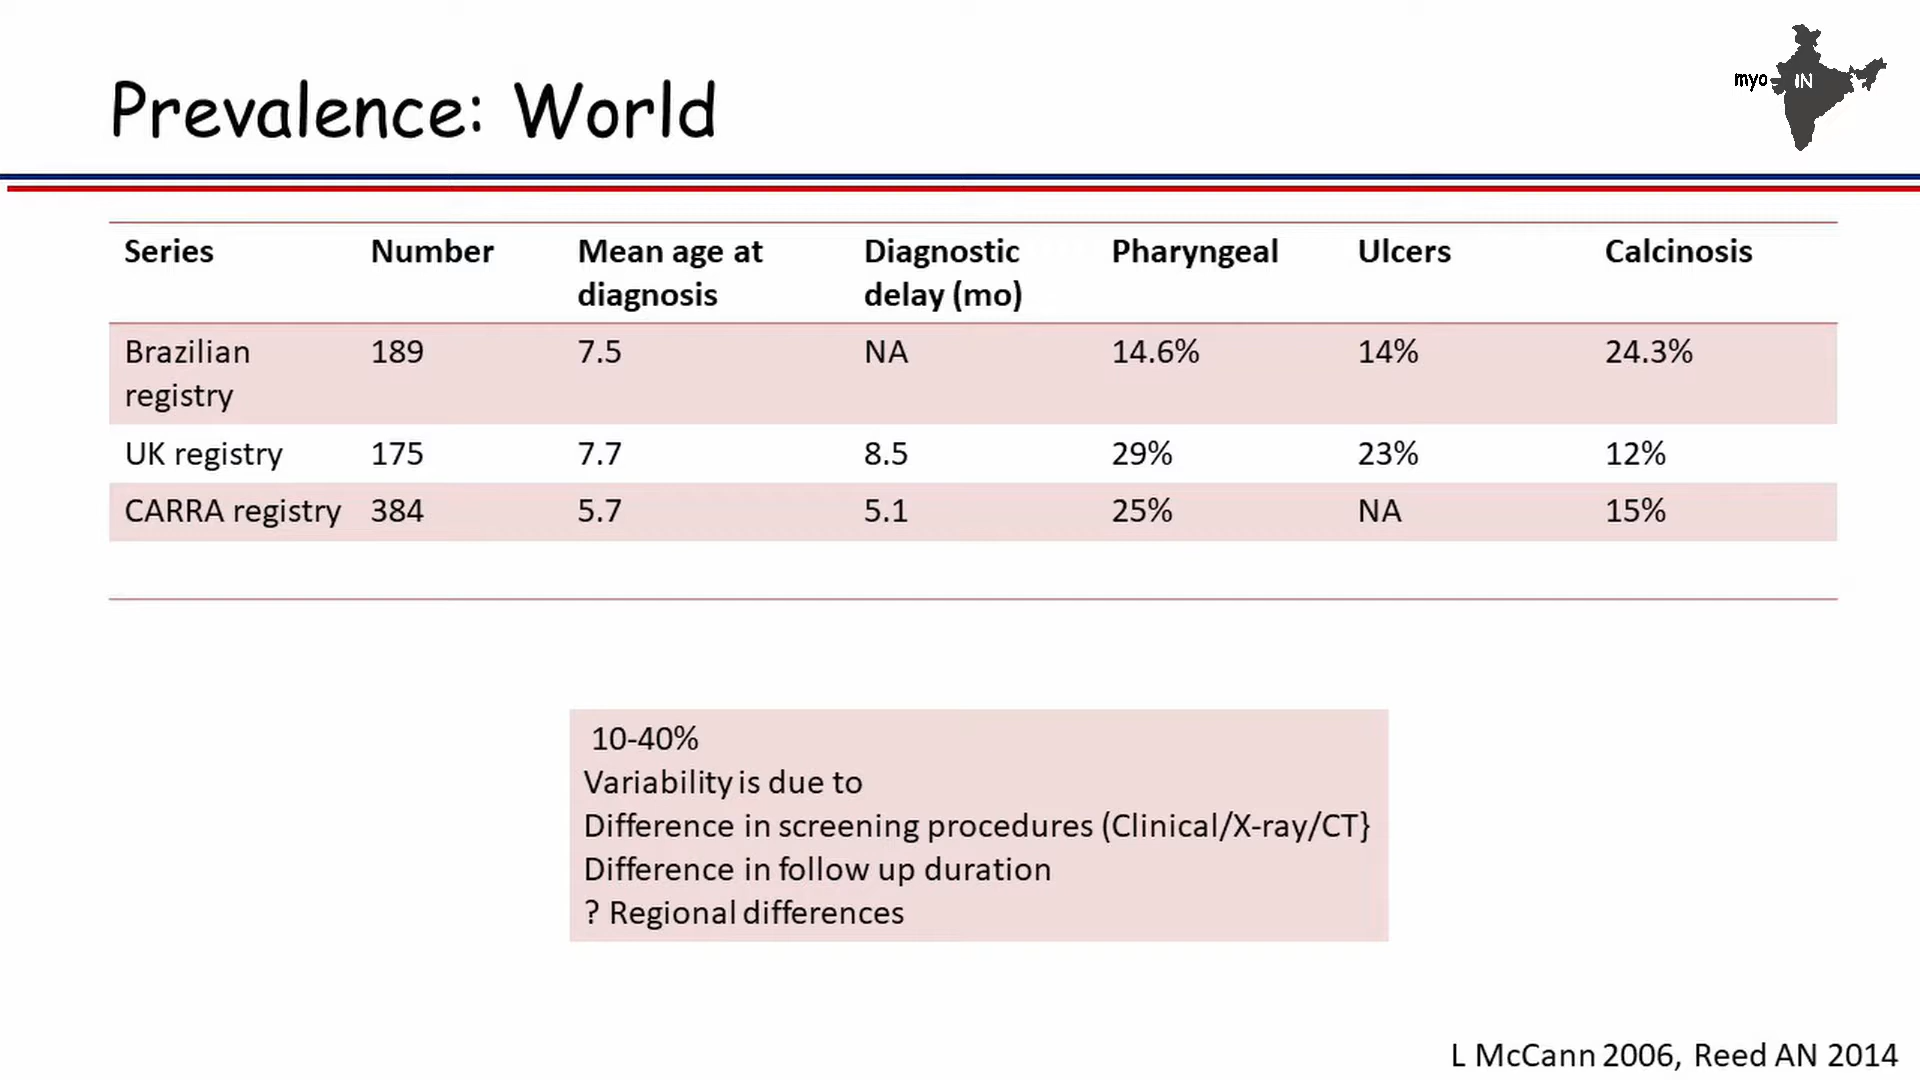 Prevalence: World
myo IN
Series Number Mean age at diagnosis Diagnostic delay (mo) Pharyngeal Ulcers Calcinosis
Brazilian registry 189 7.5 NA 14.6% 14% 24.3%
UK registry 175 7.7 8.5 29% 23% 12%
CARRA registry 384 5.7 5.1 25% NA 15%
10-40%
Variability is due to
Difference in screening procedures (Clinical/X-ray/CT}
Difference in follow up duration
? Regional differences
L McCann 2006, Reed AN 2014